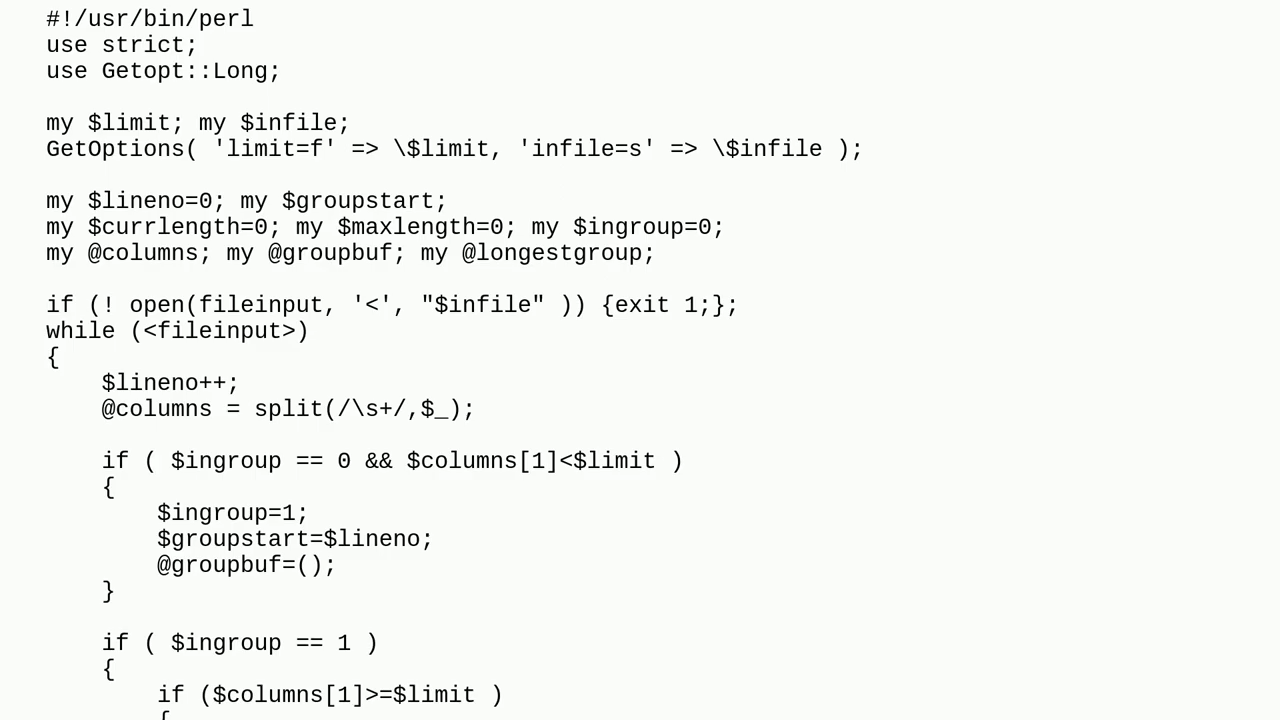 #!/usr/bin/perl
use strict;
use Getopt::Long;

my $limit; my $infile;
GetOptions( 'limit=f' => \$limit, 'infile=s' => \$infile );

my $lineno=0; my $groupstart;
my $currlength=0; my $maxlength=0; my $ingroup=0;
my @columns; my @groupbuf; my @longestgroup;

if (! open(fileinput, '<', "$infile" )) {exit 1;};
while (<fileinput>)
{
    $lineno++;
    @columns = split(/\s+/,$_);

    if ( $ingroup == 0 && $columns[1]<$limit )
    {
        $ingroup=1;
        $groupstart=$lineno;
        @groupbuf=();
    }

    if ( $ingroup == 1 )
    {
        if ($columns[1]>=$limit )
        {